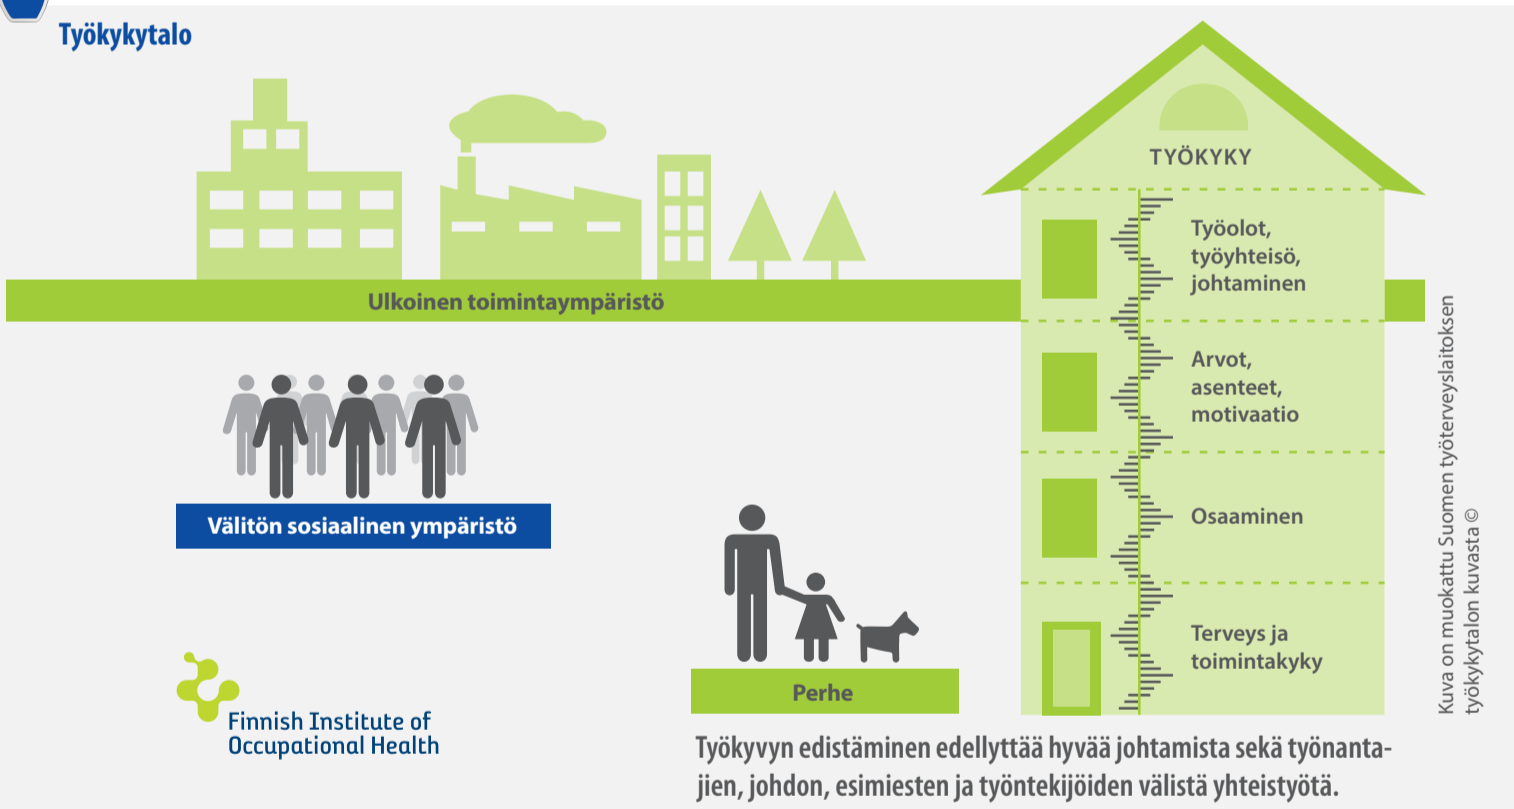 Työkykytalo
TYÖKYKY
Työolot,
työyhteisö,
johtaminen
Ulkoinen toimintaympäristö
Arvot,
asenteet,
motivaatio
Välitön sosiaalinen ympäristö
Osaaminen
Terveys ja
toimintakyky
Perhe
Finnish Institute of
Occupational Health
Työkyvyn edistäminen edellyttää hyvää johtamista sekä työnanta-
jien, johdon, esimiesten ja työntekijöiden välistä yhteistyötä.
Kuva on muokattu Suomen työterveyslaitoksen
työkykytalon kuvasta ©